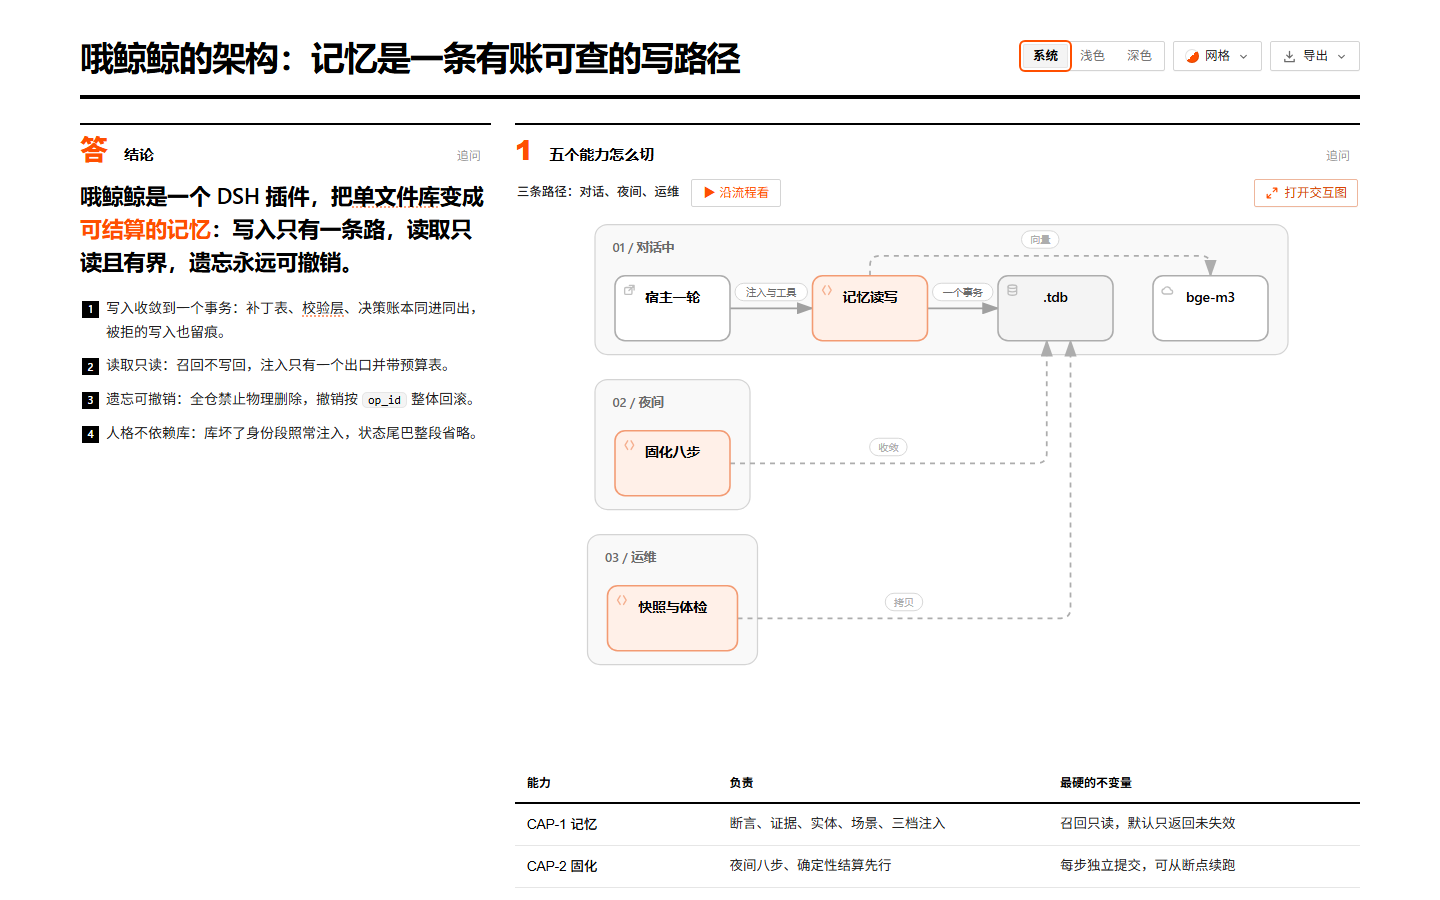 哦鲸鲸的架构：记忆是一条有账可查的写路径
系统 浅色 深色 网格 导出
答 结论 追问
哦鲸鲸是一个 DSH 插件，把单文件库变成
可结算的记忆：写入只有一条路，读取只
读且有界，遗忘永远可撤销。
1 写入收敛到一个事务：补丁表、校验层、决策账本同进同出，
被拒的写入也留痕。
2 读取只读：召回不写回，注入只有一个出口并带预算表。
3 遗忘可撤销：全仓禁止物理删除，撤销按 op_id 整体回滚。
4 人格不依赖库：库坏了身份段照常注入，状态尾巴整段省略。
1 五个能力怎么切 追问
三条路径：对话、夜间、运维 沿流程看 打开交互图
01 / 对话中
向量
宿主一轮 注入与工具 记忆读写 一个事务 .tdb bge-m3
02 / 夜间
固化八步
收敛
03 / 运维
快照与体检
拷贝
能力 负责 最硬的不变量
CAP-1 记忆 断言、证据、实体、场景、三档注入 召回只读，默认只返回未失效
CAP-2 固化 夜间八步、确定性结算先行 每步独立提交，可从断点续跑